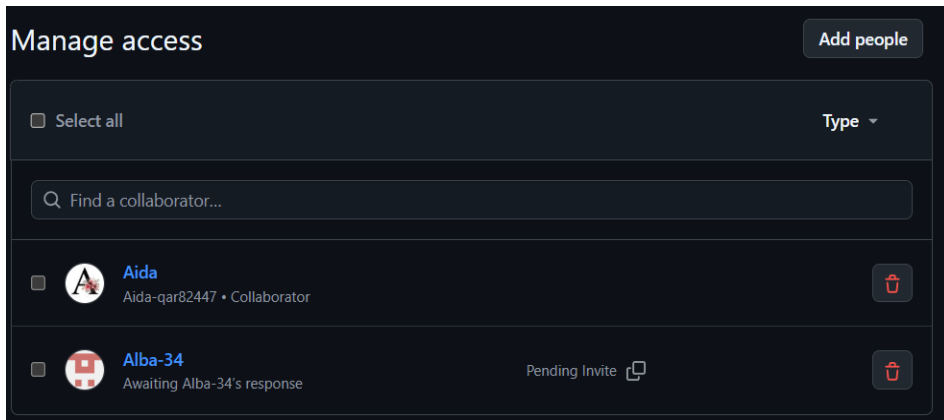 Manage access
Add people
Select all
Type
Find a collaborator...
Aida
Aida-qar82447 • Collaborator
Alba-34
Awaiting Alba-34's response
Pending Invite